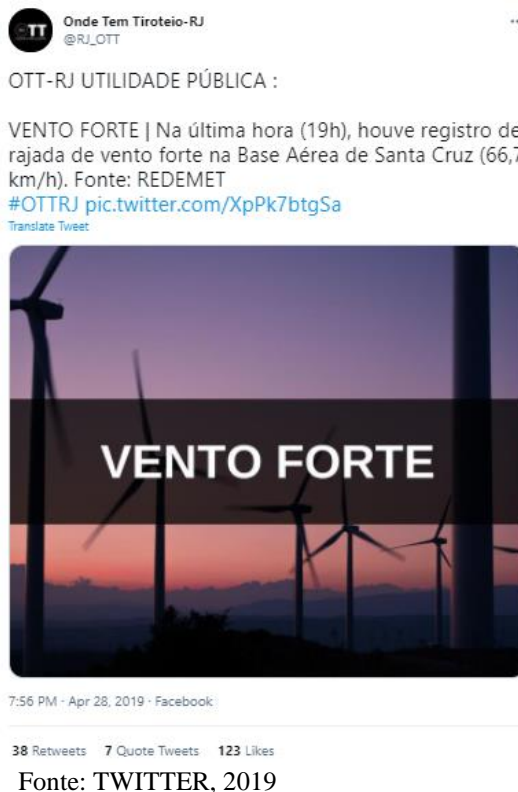 Onde Tem Tiroteio-RJ
OTT
@RJ_OTT
OTT-RJ UTILIDADE PÚBLICA :
VENTO FORTE | Na última hora (19h), houve registro de
rajada de vento forte na Base Aérea de Santa Cruz (66,7
km/h). Fonte: REDEMET
#OTTRJ pic.twitter.com/XpPk7btgSa
Translate Tweet
VENTO FORTE
7:56 PM · Apr 28, 2019 · Facebook
38 Retweets 7 Quote Tweets 123 Likes
Fonte: TWITTER, 2019